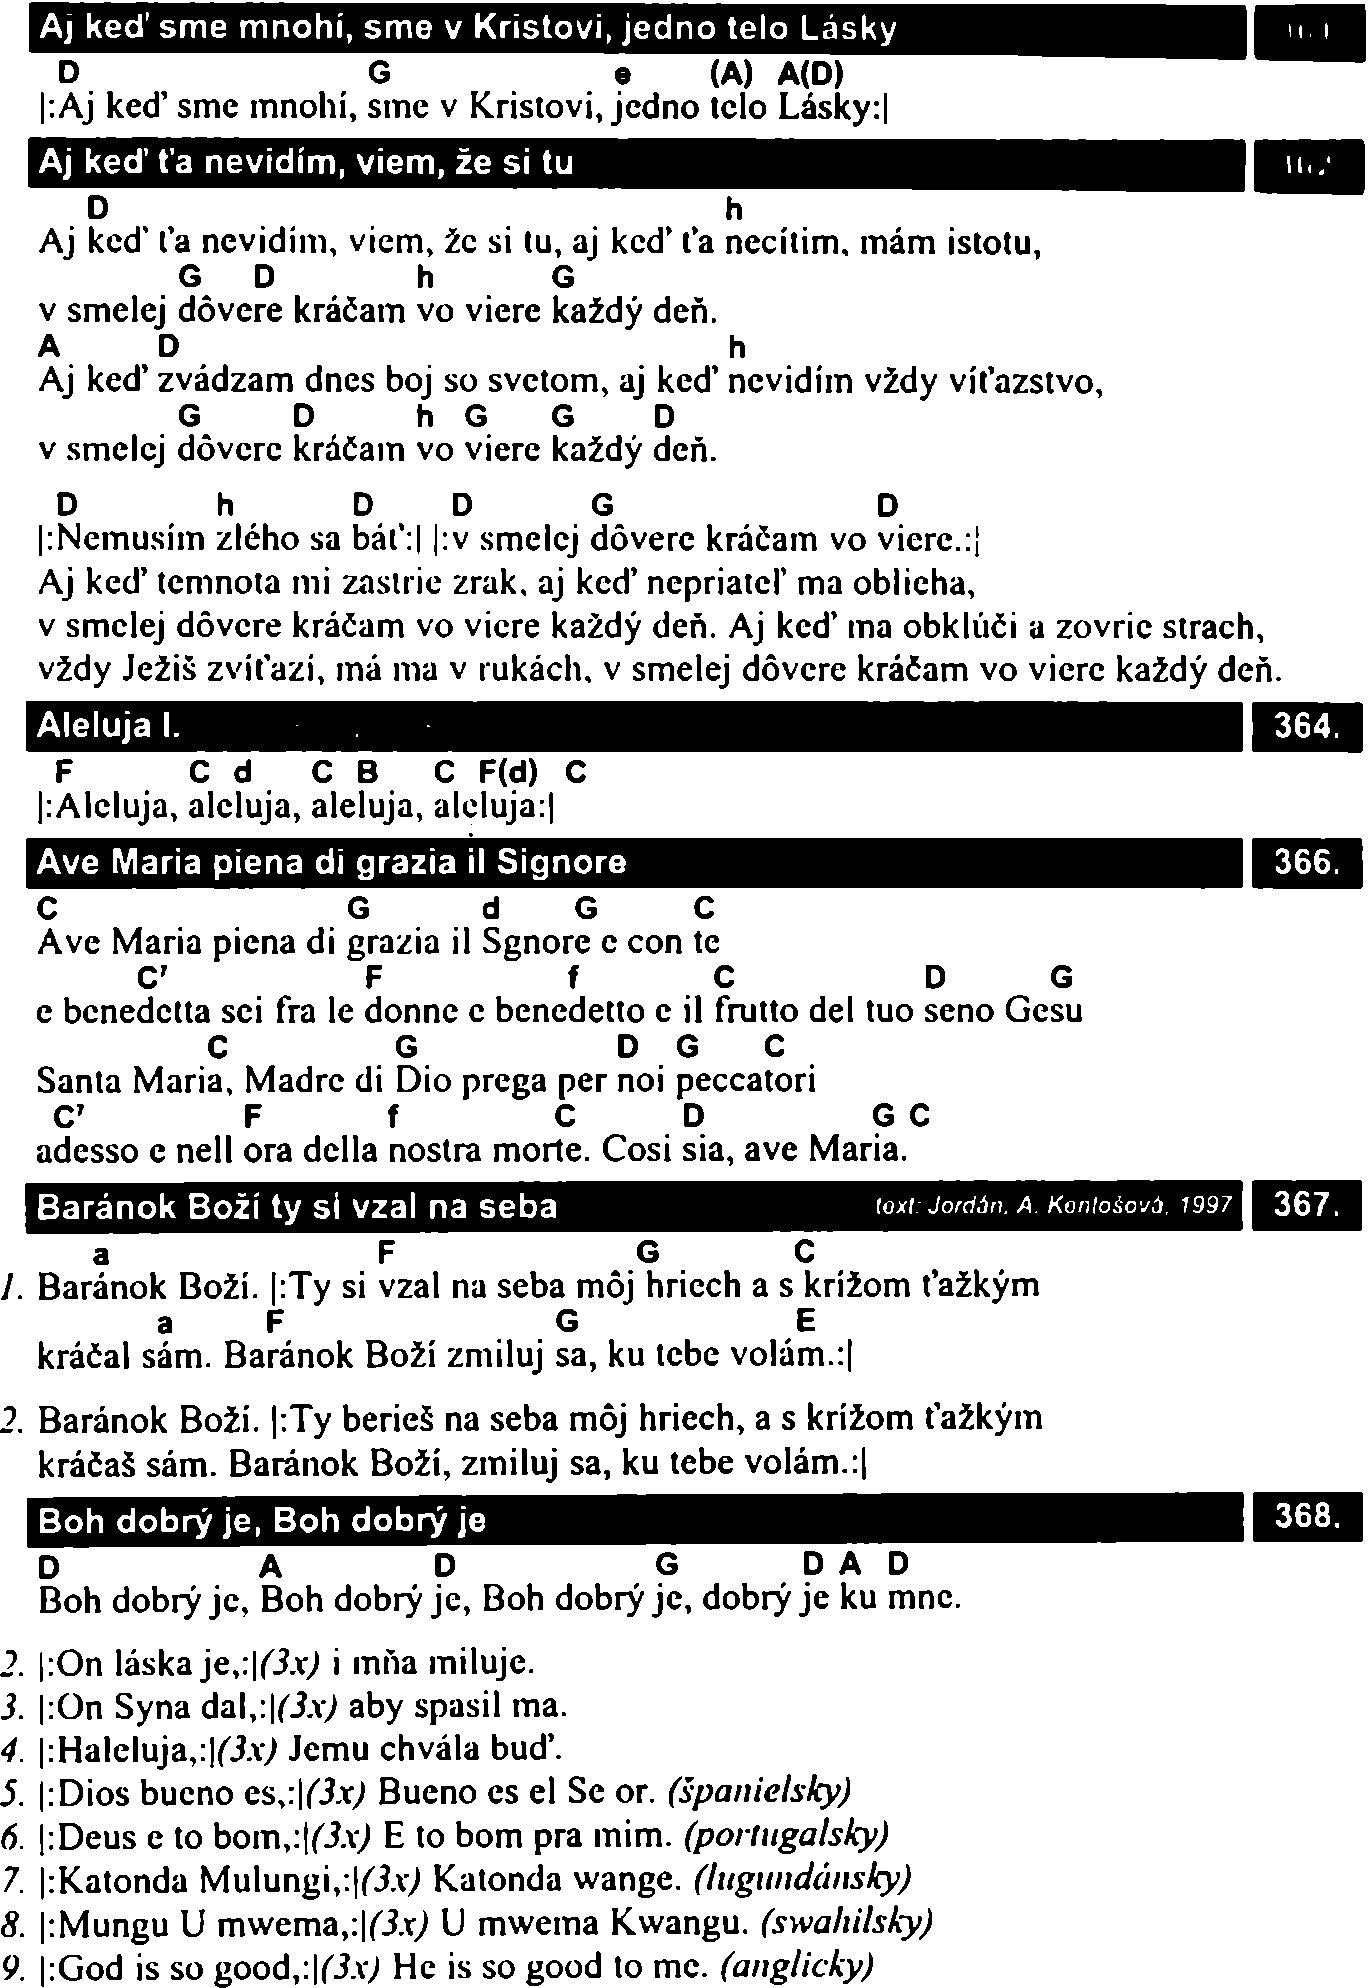 Aj keď sme mnohí, sme v Kristovi, jedno telo Lásky
D G e (A) A(D)
|:Aj keď sme mnohí, sme v Kristovi, jedno telo Lásky:|
Aj keď ťa nevidím, viem, že si tu
D h
Aj keď ťa nevidím, viem, že si tu, aj keď ťa necítim, mám istotu,
G D h G
v smelej dôvere kráčam vo viere každý deň.
A D h
Aj keď zvádzam dnes boj so svetom, aj keď nevidím vždy víťazstvo,
G D h G G D
v smelej dôvere kráčam vo viere každý deň.
D h D D G D
|:Nemusím zlého sa báť:| |:v smelej dôvere kráčam vo viere.:|
Aj keď temnota mi zastrie zrak, aj keď nepriateľ ma oblieha,
v smelej dôvere kráčam vo viere každý deň. Aj keď ma obklúči a zovrie strach,
vždy Ježiš zvíťazí, má ma v rukách, v smelej dôvere kráčam vo viere každý deň.
Aleluja I. 364.
F C d C B C F(d) C
|:Aleluja, aleluja, aleluja, aleluja:|
Ave Maria piena di grazia il Signore 366.
C G d G C
Ave Maria piena di grazia il Sgnore e con te
C7 F f C D G
e benedetta sei fra le donne e benedetto e il frutto del tuo seno Gesu
C G D G C
Santa Maria, Madre di Dio prega per noi peccatori
C7 F f C D G C
adesso e nell ora della nostra morte. Cosi sia, ave Maria.
Baránok Boží ty si vzal na seba text: Jordán, A. Kontošová, 1997 367.
a F G C
1. Baránok Boží. |:Ty si vzal na seba môj hriech a s krížom ťažkým
a F G E
kráčal sám. Baránok Boží zmiluj sa, ku tebe volám.:|
2. Baránok Boží. |:Ty berieš na seba môj hriech, a s krížom ťažkým
kráčaš sám. Baránok Boží, zmiluj sa, ku tebe volám.:|
Boh dobrý je, Boh dobrý je 368.
D A D G D A D
Boh dobrý je, Boh dobrý je, Boh dobrý je, dobrý je ku mne.
2. |:On láska je,:|(3x) i mňa miluje.
3. |:On Syna dal,:|(3x) aby spasil ma.
4. |:Haleluja,:|(3x) Jemu chvála buď.
5. |:Dios bueno es,:|(3x) Bueno es el Se or. (španielsky)
6. |:Deus e to bom,:|(3x) E to bom pra mim. (portugalsky)
7. |:Katonda Mulungi,:|(3x) Katonda wange. (lugundánsky)
8. |:Mungu U mwema,:|(3x) U mwema Kwangu. (swahilsky)
9. |:God is so good,:|(3x) He is so good to me. (anglicky)